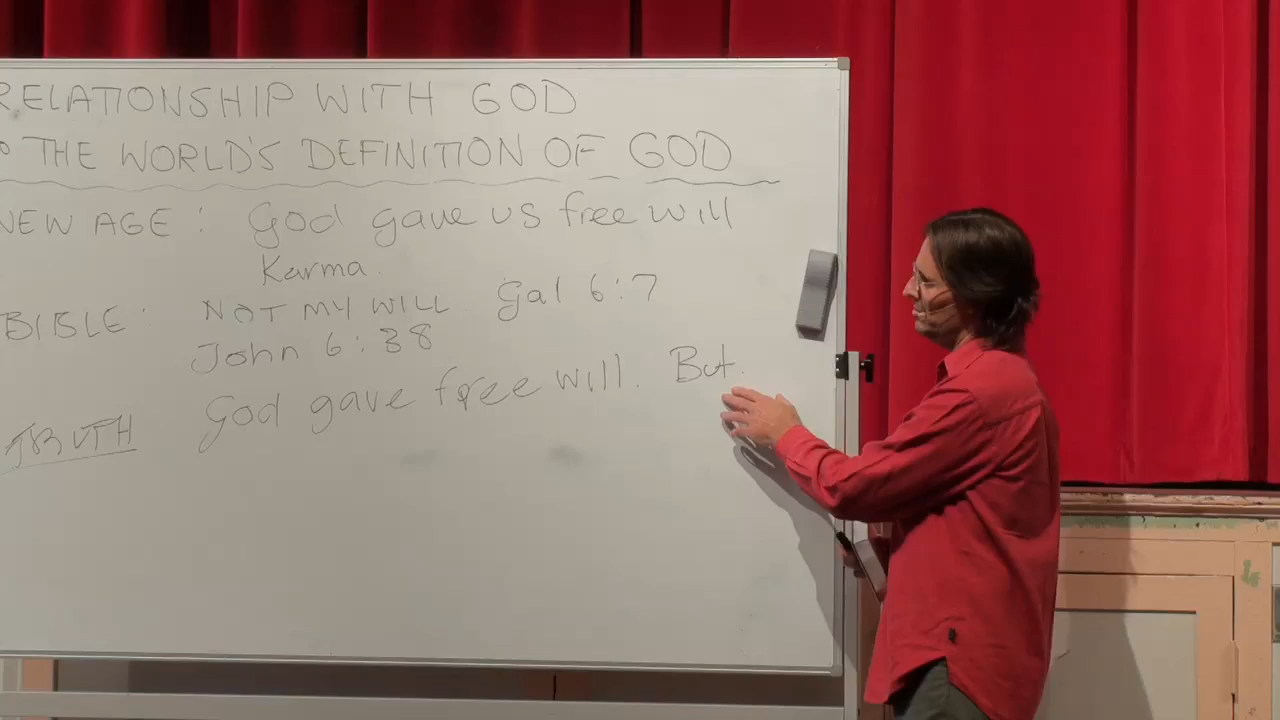 RELATIONSHIP WITH GOD
THE WORLD'S DEFINITION OF GOD
NEW AGE : God gave us free will
Karma
BIBLE : NOT MY WILL Gal 6:7
John 6:38
TRUTH God gave free will. But.